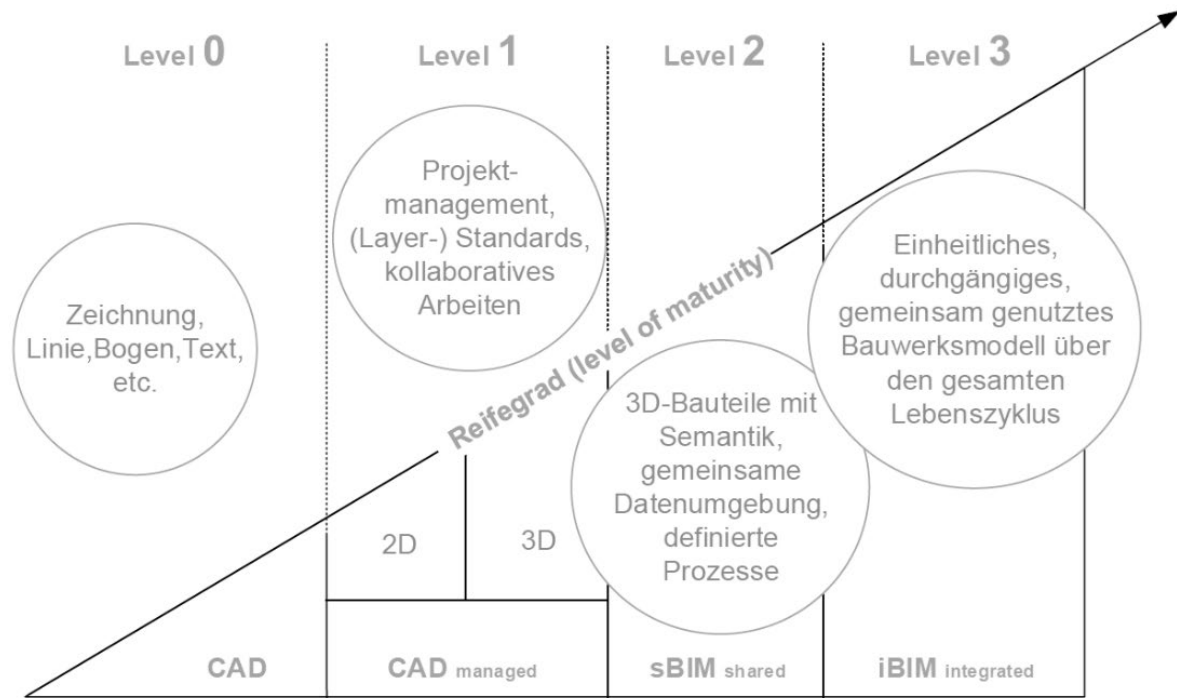 Level 0
Level 1
Level 2
Level 3
Zeichnung,
Linie,Bogen,Text,
etc.
Projekt-
management,
(Layer-) Standards,
kollaboratives
Arbeiten
Reifegrad (level of maturity)
3D-Bauteile mit
Semantik,
gemeinsame
Datenumgebung,
definierte
Prozesse
Einheitliches,
durchgängiges,
gemeinsam genutztes
Bauwerksmodell über
den gesamten
Lebenszyklus
2D
3D
CAD
CAD managed
sBIM shared
iBIM integrated